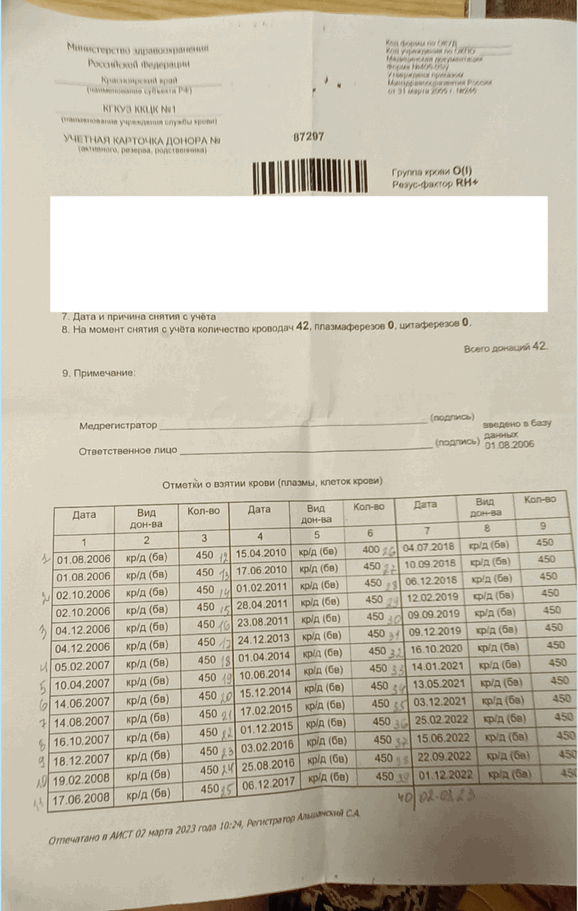 Министерство здравоохранения
Российской Федерации
Красноярский край
(наименование субъекта РФ)
КГКУЗ ККЦК №1
(наименование учреждения службы крови)
УЧЕТНАЯ КАРТОЧКА ДОНОРА № 87297
(активного, резерва, родственника)
Код формы по ОКУД
Код учреждения по ОКПО
Медицинская документация
Утверждена приказом
Минздравсоцразвития России
от 31 марта 2005 г. №246
Группа крови O(I)
Резус-фактор RH+
7. Дата и причина снятия с учёта
8. На момент снятия с учёта количество кроводач 42, плазмаферезов 0, цитаферезов 0.
Всего донаций 42.
9. Примечание:
Медрегистратор (подпись)
Ответственное лицо (подпись)
введено в базу
данных
01.08.2006
Отметки о взятии крови (плазмы, клеток крови)
Дата Вид дон-ва Кол-во Дата Вид дон-ва Кол-во Дата Вид дон-ва Кол-во
1 2 3 4 5 6 7 8 9
1 01.08.2006 кр/д (бв) 450 12 15.04.2010 кр/д (бв) 400 26 04.07.2018 кр/д (бв) 450
01.08.2006 кр/д (бв) 450 13 17.06.2010 кр/д (бв) 450 27 10.09.2018 кр/д (бв) 450
2 02.10.2006 кр/д (бв) 450 14 01.02.2011 кр/д (бв) 450 28 06.12.2018 кр/д (бв) 450
02.10.2006 кр/д (бв) 450 15 28.04.2011 кр/д (бв) 450 29 12.02.2019 кр/д (бв) 450
3 04.12.2006 кр/д (бв) 450 16 23.08.2011 кр/д (бв) 450 30 09.09.2019 кр/д (бв) 450
04.12.2006 кр/д (бв) 450 17 24.12.2013 кр/д (бв) 450 31 09.12.2019 кр/д (бв) 450
4 05.02.2007 кр/д (бв) 450 18 01.04.2014 кр/д (бв) 450 32 16.10.2020 кр/д (бв) 450
5 10.04.2007 кр/д (бв) 450 19 10.06.2014 кр/д (бв) 450 33 14.01.2021 кр/д (бв) 450
6 14.06.2007 кр/д (бв) 450 20 15.12.2014 кр/д (бв) 450 34 13.05.2021 кр/д (бв) 450
7 14.08.2007 кр/д (бв) 450 21 17.02.2015 кр/д (бв) 450 35 03.12.2021 кр/д (бв) 450
8 16.10.2007 кр/д (бв) 450 22 01.12.2015 кр/д (бв) 450 36 25.02.2022 кр/д (бв) 450
9 18.12.2007 кр/д (бв) 450 23 03.02.2016 кр/д (бв) 450 37 15.06.2022 кр/д (бв) 450
10 19.02.2008 кр/д (бв) 450 24 25.08.2016 кр/д (бв) 450 38 22.09.2022 кр/д (бв) 450
11 17.06.2008 кр/д (бв) 450 25 06.12.2017 кр/д (бв) 450 39 01.12.2022 кр/д (бв) 450
40 02.03.23
Отпечатано в АИСТ 02 марта 2023 года 10:24, Регистратор Альшанский С.А.